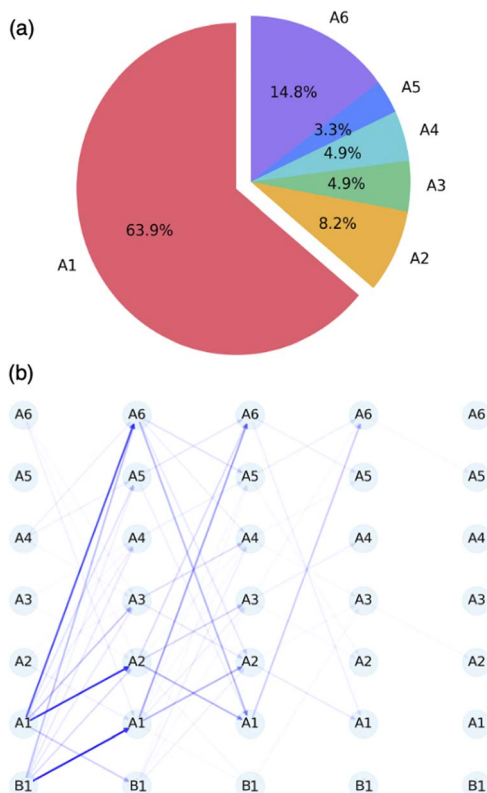 (a)
A6
14.8%
A5
3.3%
A4
4.9%
4.9%
A3
8.2%
A2
63.9%
A1
(b)
A6 A6 A6 A6 A6
A5 A5 A5 A5 A5
A4 A4 A4 A4 A4
A3 A3 A3 A3 A3
A2 A2 A2 A2 A2
A1 A1 A1 A1 A1
B1 B1 B1 B1 B1